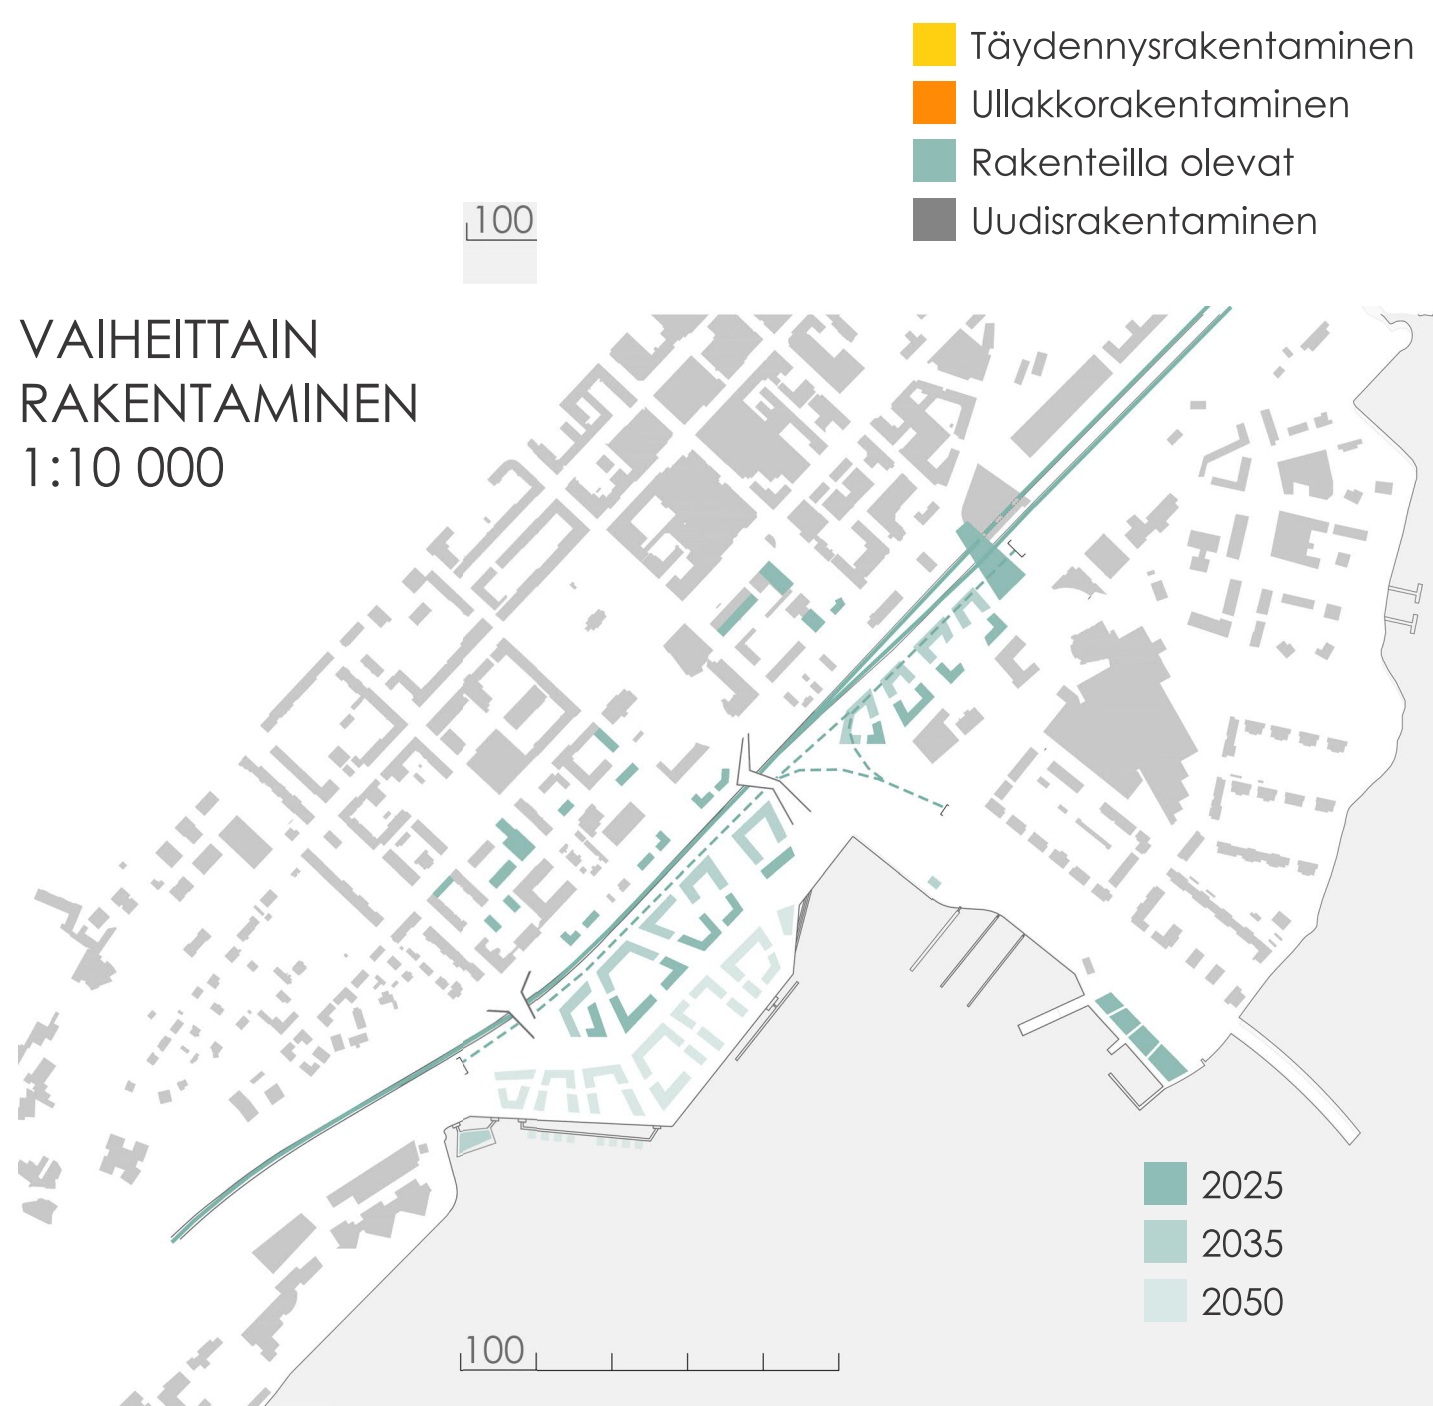 Täydennysrakentaminen
Ullakkorakentaminen
Rakenteilla olevat
Uudisrakentaminen
100
VAIHEITTAIN
RAKENTAMINEN
1:10 000
2025
2035
2050
100